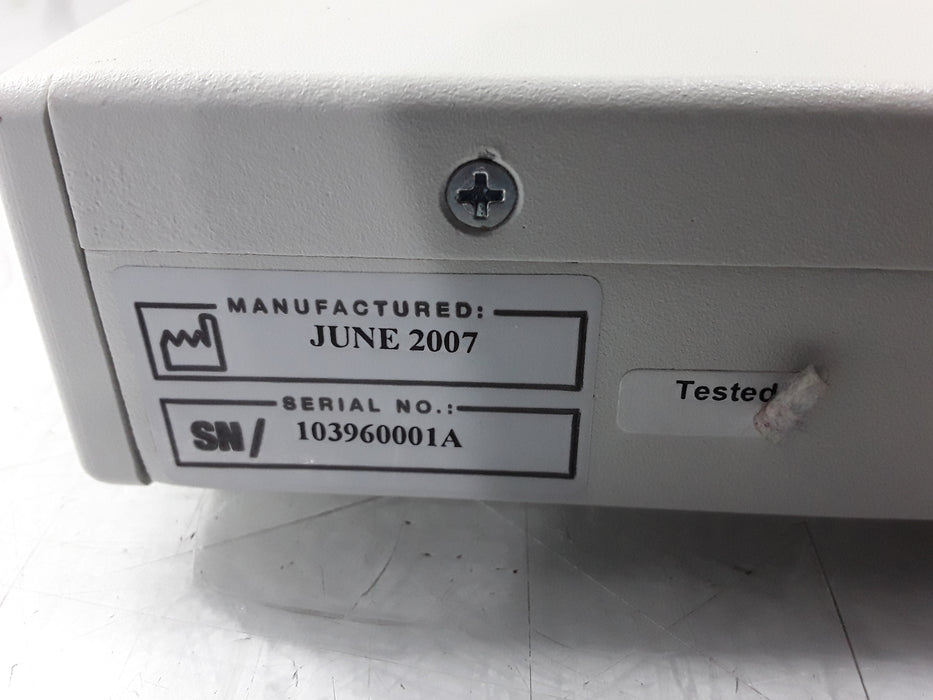 MANUFACTURED:
JUNE 2007
SERIAL NO.:
SN/ 103960001A
Tested